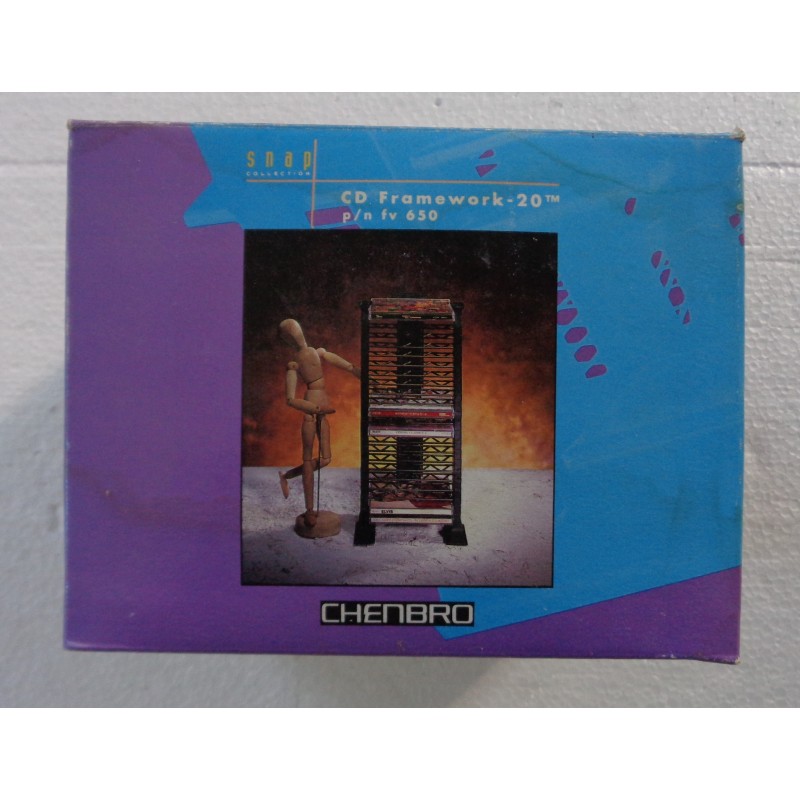 snap
COLLECTION
CD Framework-20™
p/n fv 650
CHENBRO